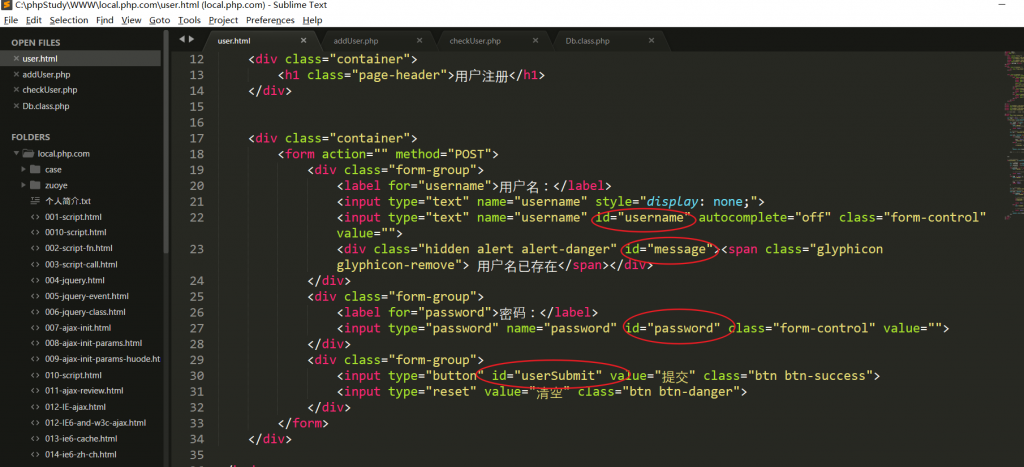 C:\phpStudy\WWW\local.php.com\user.html (local.php.com) - Sublime Text
File Edit Selection Find View Goto Tools Project Preferences Help
OPEN FILES
user.html
addUser.php
checkUser.php
Db.class.php
FOLDERS
local.php.com
case
zuoye
个人简介.txt
001-script.html
0010-script.html
002-script-fn.html
003-script-call.html
004-jquery.html
005-jquery-event.html
006-jquery-class.html
007-ajax-init.html
008-ajax-init-params.html
009-ajax-init-params-huode.ht
010-script.html
011-ajax-review.html
012-IE-ajax.html
012-IE6-and-w3c-ajax.html
013-ie6-cache.html
014-ie6-zh-ch.html
user.html addUser.php checkUser.php Db.class.php
12 <div class="container">
13 <h1 class="page-header">用户注册</h1>
14 </div>
15
16
17 <div class="container">
18 <form action="" method="POST">
19 <div class="form-group">
20 <label for="username">用户名：</label>
21 <input type="text" name="username" style="display: none;">
22 <input type="text" name="username" id="username" autocomplete="off" class="form-control"
value="">
23 <div class="hidden alert alert-danger" id="message"><span class="glyphicon
glyphicon-remove"> 用户名已存在</span></div>
24 </div>
25 <div class="form-group">
26 <label for="password">密码：</label>
27 <input type="password" name="password" id="password" class="form-control" value="">
28 </div>
29 <div class="form-group">
30 <input type="button" id="userSubmit" value="提交" class="btn btn-success">
31 <input type="reset" value="清空" class="btn btn-danger">
32 </div>
33 </form>
34 </div>
35